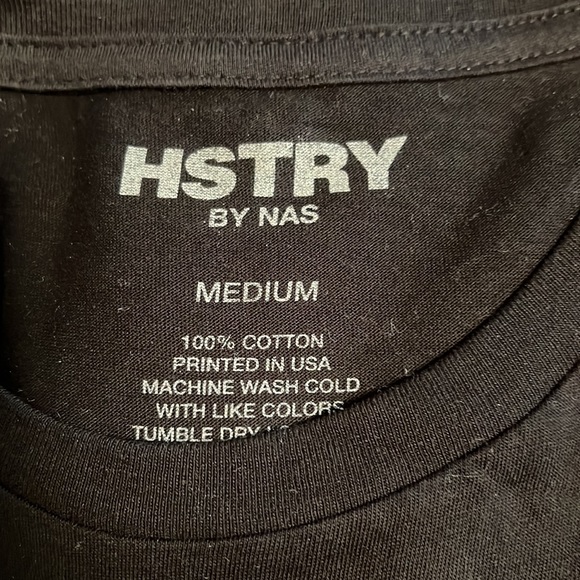 HSTRY
BY NAS
MEDIUM
100% COTTON
PRINTED IN USA
MACHINE WASH COLD
WITH LIKE COLORS
TUMBLE DRY